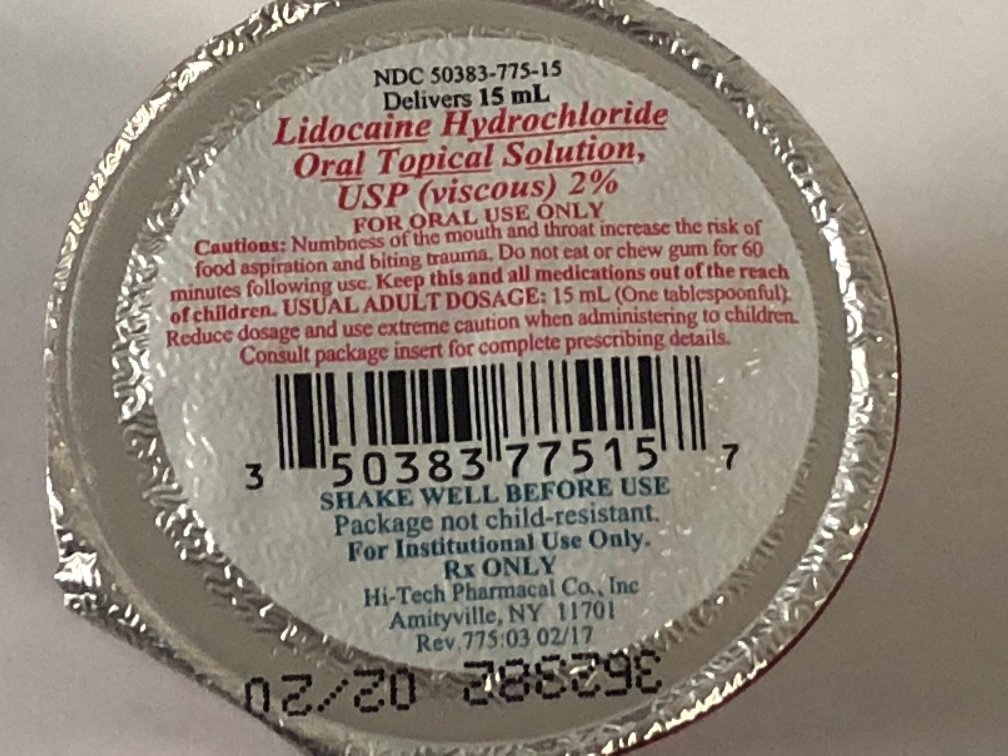 NDC 50383-775-15
Delivers 15 mL
Lidocaine Hydrochloride
Oral Topical Solution,
USP (viscous) 2%
FOR ORAL USE ONLY
Cautions: Numbness of the mouth and throat increase the risk of
food aspiration and biting trauma. Do not eat or chew gum for 60
minutes following use. Keep this and all medications out of the reach
of children. USUAL ADULT DOSAGE: 15 mL (One tablespoonful).
Reduce dosage and use extreme caution when administering to children.
Consult package insert for complete prescribing details.
3 50383 77515 7
SHAKE WELL BEFORE USE
Package not child-resistant.
For Institutional Use Only.
Rx ONLY
Hi-Tech Pharmacal Co., Inc
Amityville, NY 11701
Rev.775:03 02/17
02/20